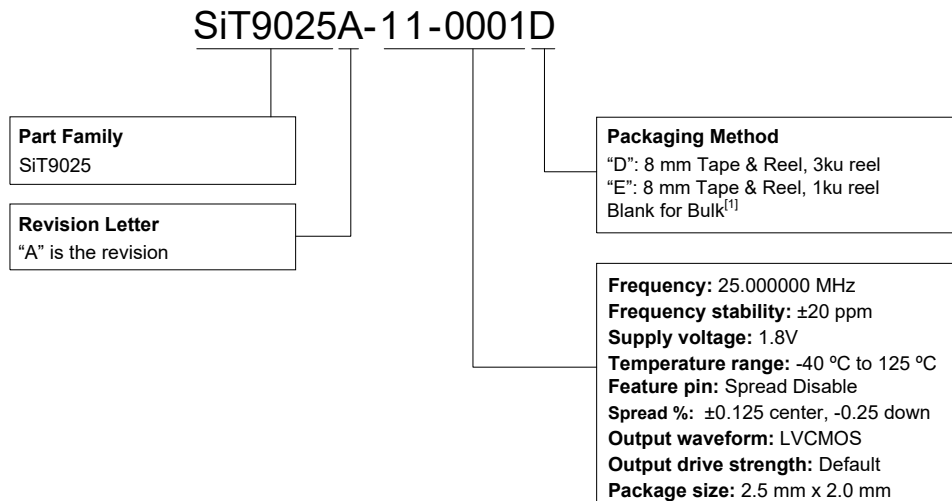 SiT9025A-11-0001D
Part Family
SiT9025
Revision Letter
“A” is the revision
Packaging Method
“D”: 8 mm Tape & Reel, 3ku reel
“E”: 8 mm Tape & Reel, 1ku reel
Blank for Bulk[1]
Frequency: 25.000000 MHz
Frequency stability: ±20 ppm
Supply voltage: 1.8V
Temperature range: -40 ºC to 125 ºC
Feature pin: Spread Disable
Spread %: ±0.125 center, -0.25 down
Output waveform: LVCMOS
Output drive strength: Default
Package size: 2.5 mm x 2.0 mm